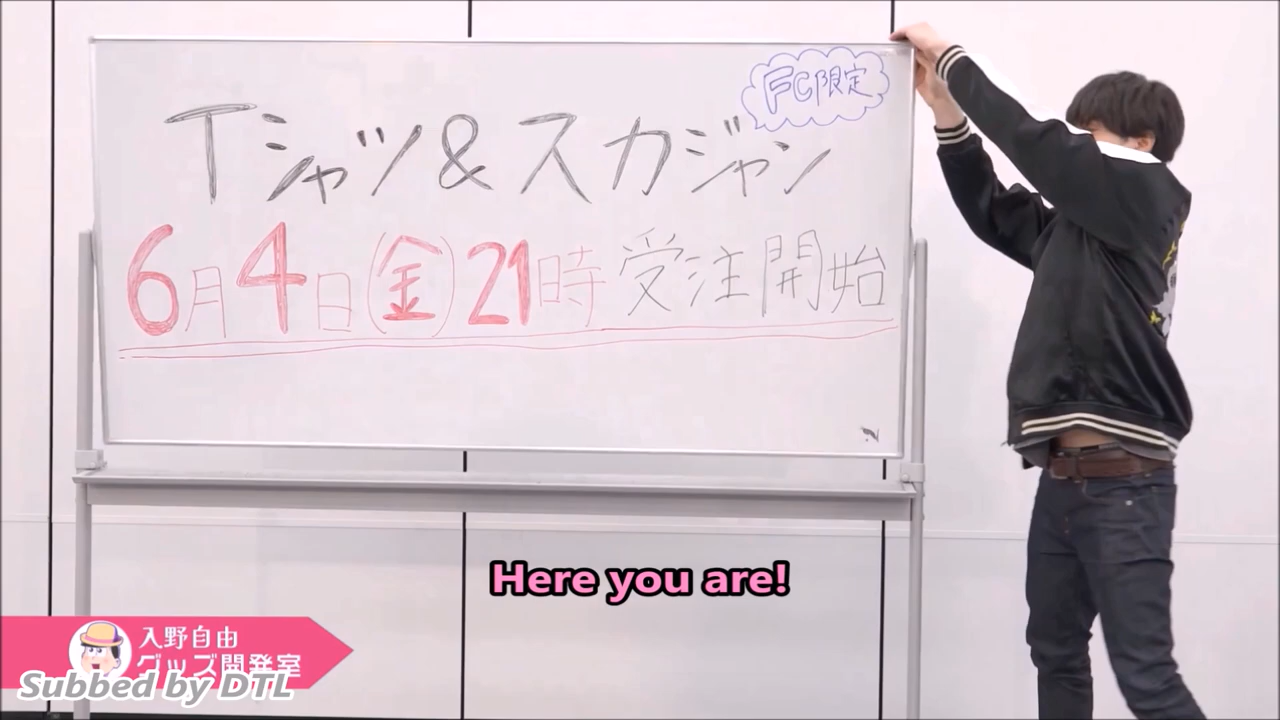 FC限定
Tシャツ&スカジャン
6月4日(金)21時受注開始
Here you are!
入野自由
グッズ開発室
Subbed by DTL